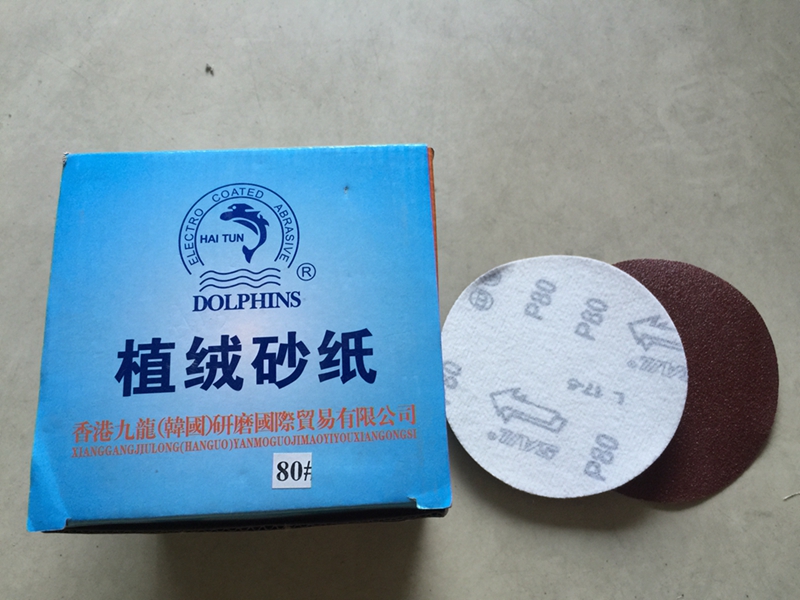 ELECTRO COATED ABRASIVE
HAI TUN
®
DOLPHINS
植绒砂纸
香港九龍(韓國)研磨國際貿易有限公司
XIANGGANGJIULONG(HANGUO)YANMOGUOJIMAOYIYOUXIANGONGSI
80#
P80
P80
80
P80